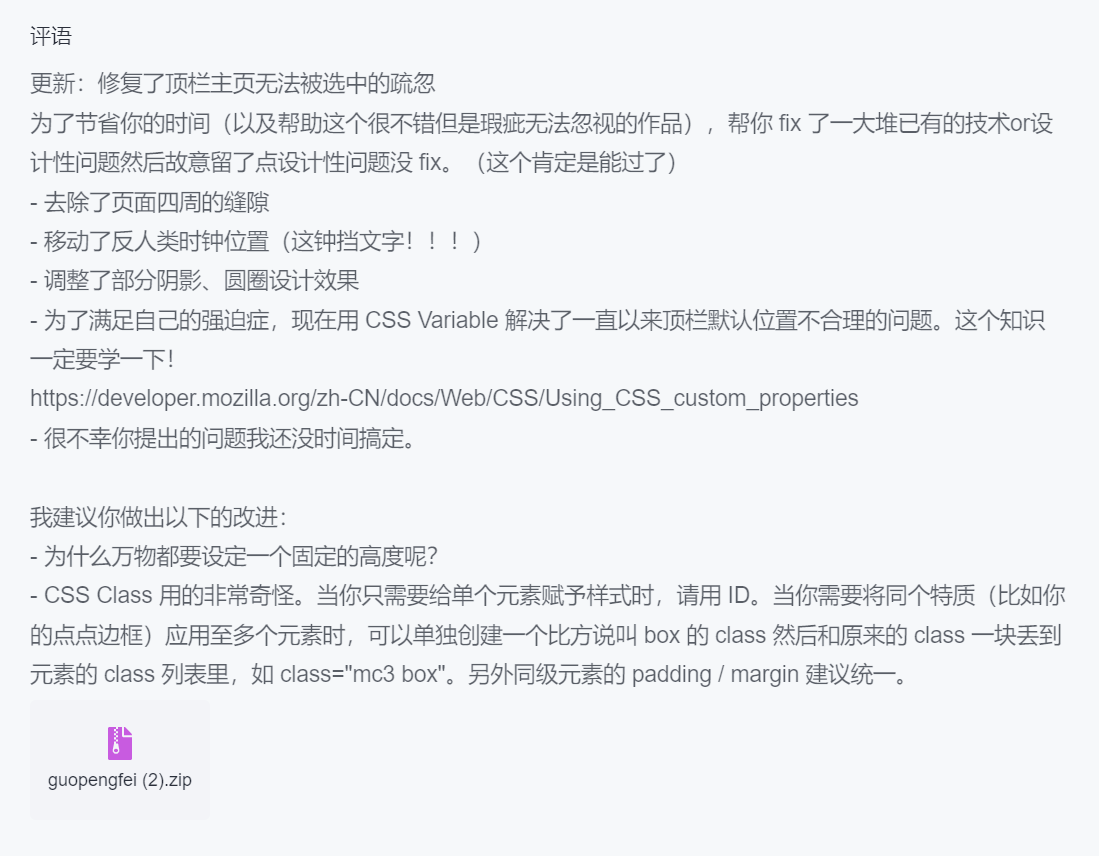 评语
更新：修复了顶栏主页无法被选中的疏忽
为了节省你的时间（以及帮助这个很不错但是瑕疵无法忽视的作品），帮你 fix 了一大堆已有的技术or设
计性问题然后故意留了点设计性问题没 fix。（这个肯定是能过了）
- 去除了页面四周的缝隙
- 移动了反人类时钟位置（这钟挡文字！！！）
- 调整了部分阴影、圆圈设计效果
- 为了满足自己的强迫症，现在用 CSS Variable 解决了一直以来顶栏默认位置不合理的问题。这个知识
一定要学一下！
https://developer.mozilla.org/zh-CN/docs/Web/CSS/Using_CSS_custom_properties
- 很不幸你提出的问题我还没时间搞定。
我建议你做出以下的改进：
- 为什么万物都要设定一个固定的高度呢？
- CSS Class 用的非常奇怪。当你只需要给单个元素赋予样式时，请用 ID。当你需要将同个特质（比如你
的点点边框）应用至多个元素时，可以单独创建一个比方说叫 box 的 class 然后和原来的 class 一块丢到
元素的 class 列表里，如 class="mc3 box"。另外同级元素的 padding / margin 建议统一。
guopengfei (2).zip